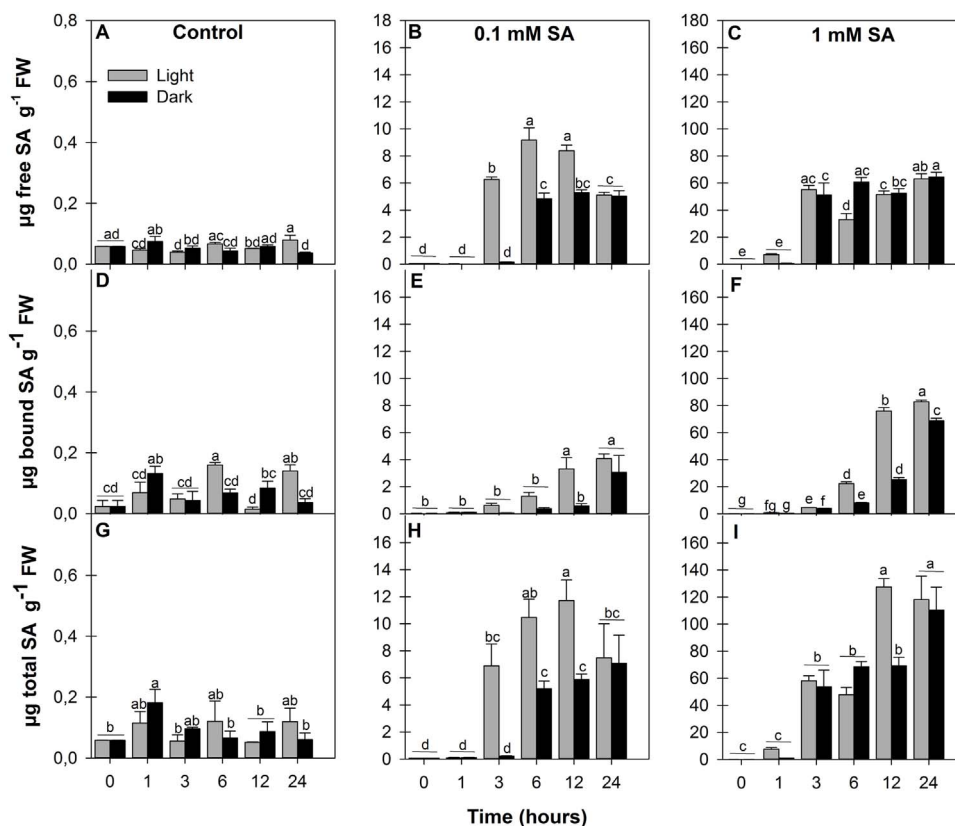 A
Control
Light
Dark
µg free SA g⁻¹ FW
0,8
0,6
0,4
0,2
0,0
ad cd ab d bd ac cd bd ad a d
B
0.1 mM SA
18
16
14
12
10
8
6
4
2
0
d d b d a c a bc c
C
1 mM SA
180
160
140
120
100
80
60
40
20
0
e e ac c d ac c bc ab a
D
µg bound SA g⁻¹ FW
0,6
0,4
0,2
0,0
cd cd ab cd a cd d bc ab cd
E
16
14
12
10
8
6
4
2
0
b b b b a b a
F
160
140
120
100
80
60
40
20
0
g fg g e f d e b d a c
G
µg total SA g⁻¹ FW
0,6
0,4
0,2
0,0
b ab a b ab ab b b ab b
0 1 3 6 12 24
H
16
14
12
10
8
6
4
2
0
d d bc d ab c a c bc
0 1 3 6 12 24
I
160
140
120
100
80
60
40
20
0
c c b b a b a
0 1 3 6 12 24
Time (hours)